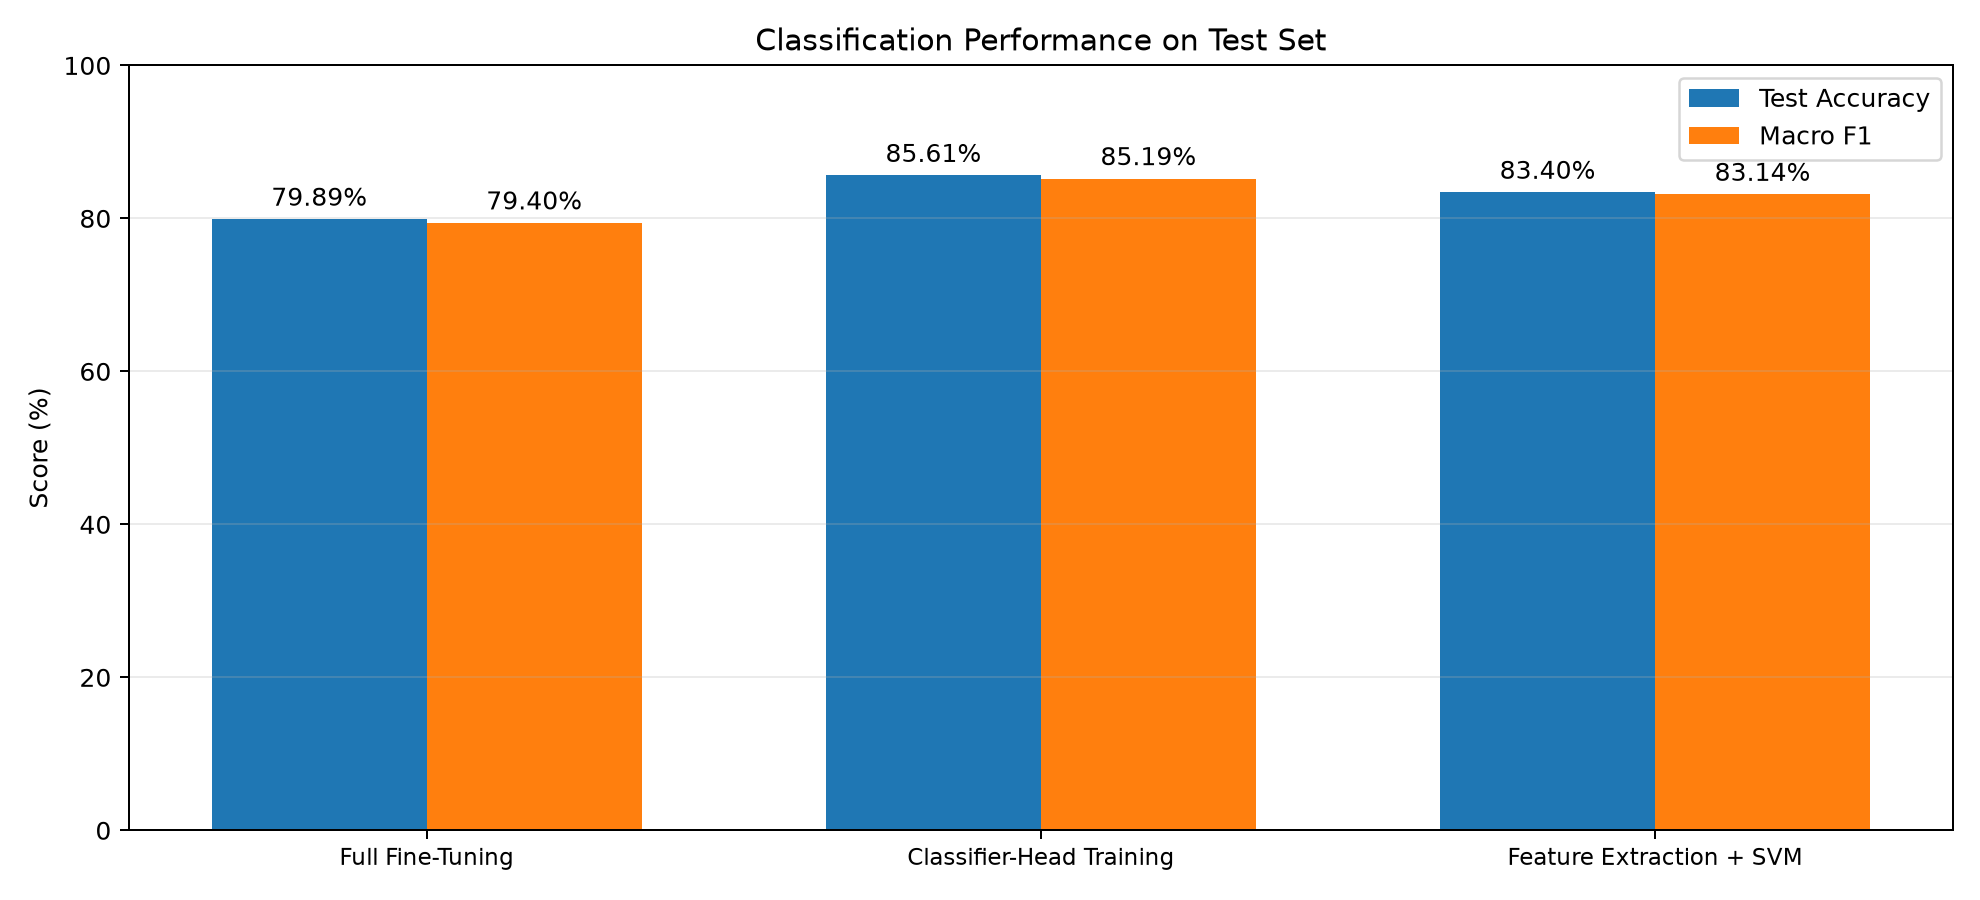 Classification Performance on Test Set
Score (%)
100
80
60
40
20
0
Test Accuracy
Macro F1
79.89%
79.40%
85.61%
85.19%
83.40%
83.14%
Full Fine-Tuning
Classifier-Head Training
Feature Extraction + SVM